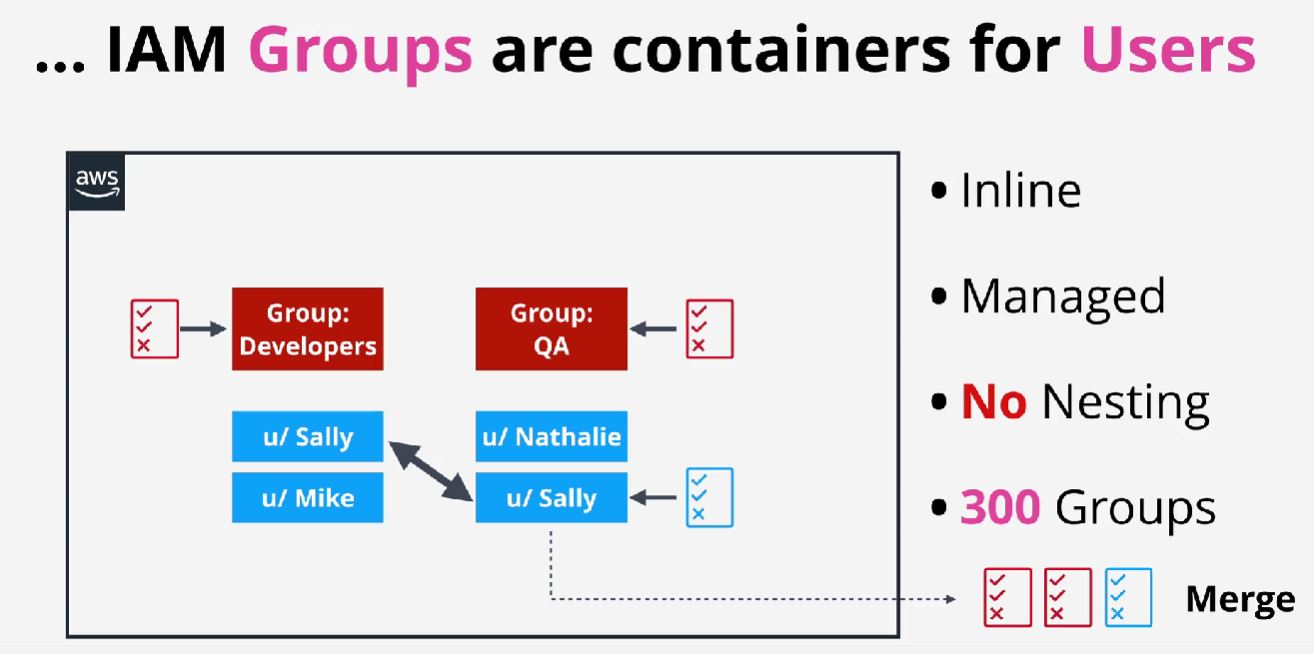 ... IAM Groups are containers for Users
aws
Group:
Developers
Group:
QA
u/ Sally
u/ Mike
u/ Nathalie
u/ Sally
• Inline
• Managed
• No Nesting
• 300 Groups
Merge